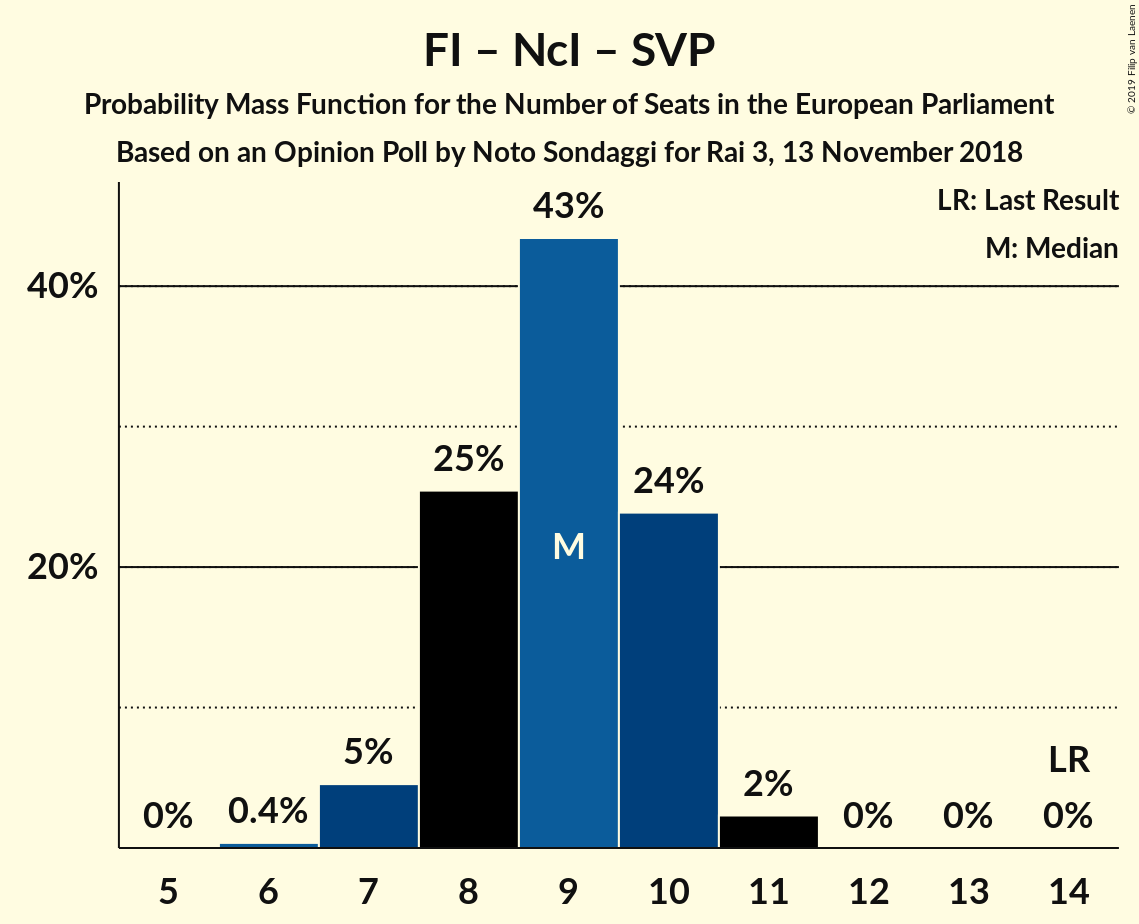 FI – NcI – SVP
Probability Mass Function for the Number of Seats in the European Parliament
Based on an Opinion Poll by Noto Sondaggi for Rai 3, 13 November 2018
© 2019 Filip van Laenen
LR: Last Result
M: Median
43%
40%
25%
24%
M
20%
5%
LR
2%
0%
0.4%
0%
0%
0%
5
6
7
8
9
10
11
12
13
14